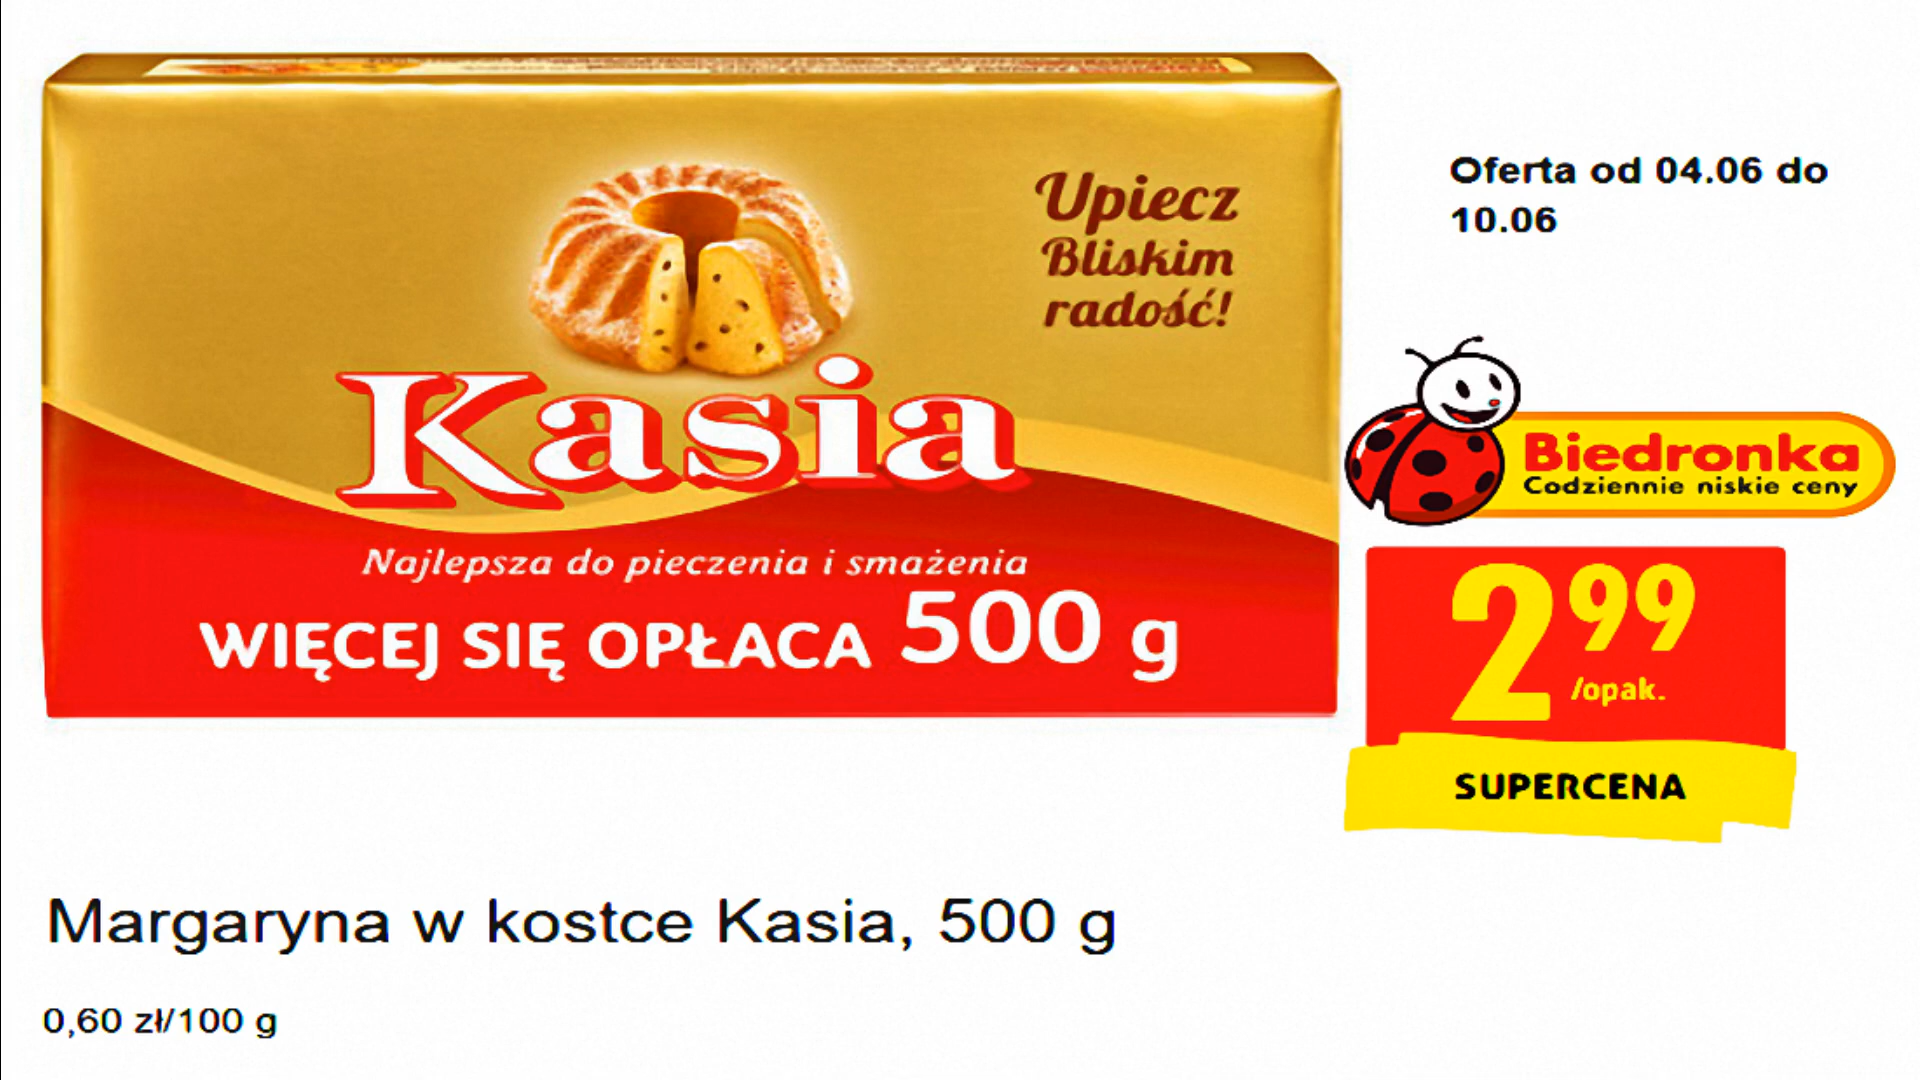 Upiecz
Bliskim
radość!
Kasia
Najlepsza do pieczenia i smażenia
WIĘCEJ SIĘ OPŁACA 500 g
Oferta od 04.06 do
10.06
Biedronka
Codziennie niskie ceny
2 99
/opak.
SUPERCENA
Margaryna w kostce Kasia, 500 g
0,60 zł/100 g